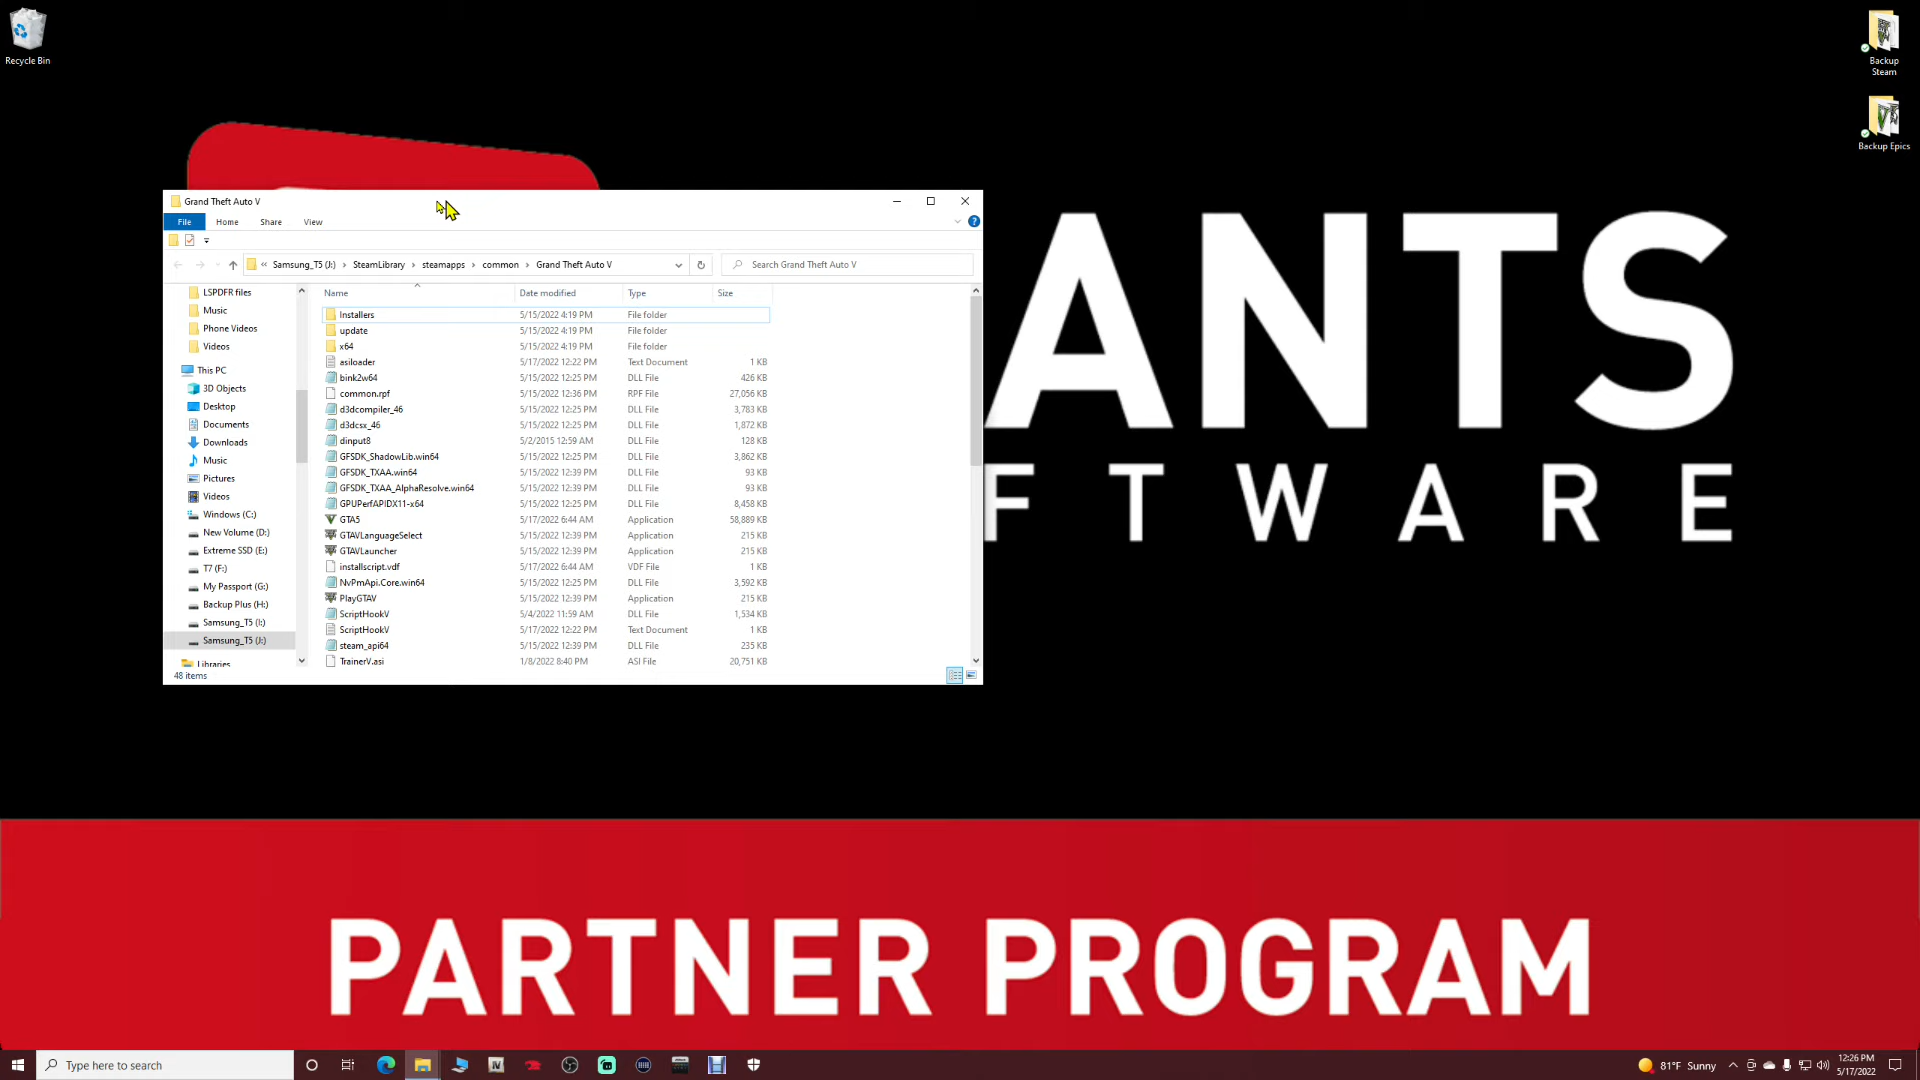 Recycle Bin
Backup
Steam
Backup Epics
ANTS
FTWARE
PARTNER PROGRAM
Grand Theft Auto V
File Home Share View
Samsung_T5 (J:) > SteamLibrary > steamapps > common > Grand Theft Auto V
Search Grand Theft Auto V
LSPDFR files
Music
Phone Videos
Videos
This PC
3D Objects
Desktop
Documents
Downloads
Music
Pictures
Videos
Windows (C:)
New Volume (D:)
Extreme SSD (E:)
T7 (F:)
My Passport (G:)
Backup Plus (H:)
Samsung_T5 (I:)
Samsung_T5 (J:)
Libraries
Name Date modified Type Size
Installers 5/15/2022 4:19 PM File folder
update 5/15/2022 4:19 PM File folder
x64 5/15/2022 4:19 PM File folder
asiloader 5/17/2022 12:22 PM Text Document 1 KB
bink2w64 5/15/2022 12:25 PM DLL File 426 KB
common.rpf 5/15/2022 12:36 PM RPF File 27,056 KB
d3dcompiler_46 5/15/2022 12:25 PM DLL File 3,783 KB
d3dcsx_46 5/15/2022 12:25 PM DLL File 1,872 KB
dinput8 5/2/2015 12:59 AM DLL File 128 KB
GFSDK_ShadowLib.win64 5/15/2022 12:25 PM DLL File 3,862 KB
GFSDK_TXAA.win64 5/15/2022 12:39 PM DLL File 93 KB
GFSDK_TXAA_AlphaResolve.win64 5/15/2022 12:39 PM DLL File 93 KB
GPUPerfAPIDX11-x64 5/15/2022 12:25 PM DLL File 8,458 KB
GTA5 5/17/2022 6:44 AM Application 58,889 KB
GTAVLanguageSelect 5/15/2022 12:39 PM Application 215 KB
GTAVLauncher 5/15/2022 12:39 PM Application 215 KB
installscript.vdf 5/17/2022 6:44 AM VDF File 1 KB
NvPmApi.Core.win64 5/15/2022 12:25 PM DLL File 3,592 KB
PlayGTAV 5/15/2022 12:39 PM Application 215 KB
ScriptHookV 5/4/2022 11:59 AM DLL File 1,534 KB
ScriptHookV 5/17/2022 12:22 PM Text Document 1 KB
steam_api64 5/15/2022 12:39 PM DLL File 235 KB
TrainerV.asi 1/8/2022 8:40 PM ASI File 20,751 KB
48 items
Type here to search
81°F Sunny
12:26 PM
5/17/2022